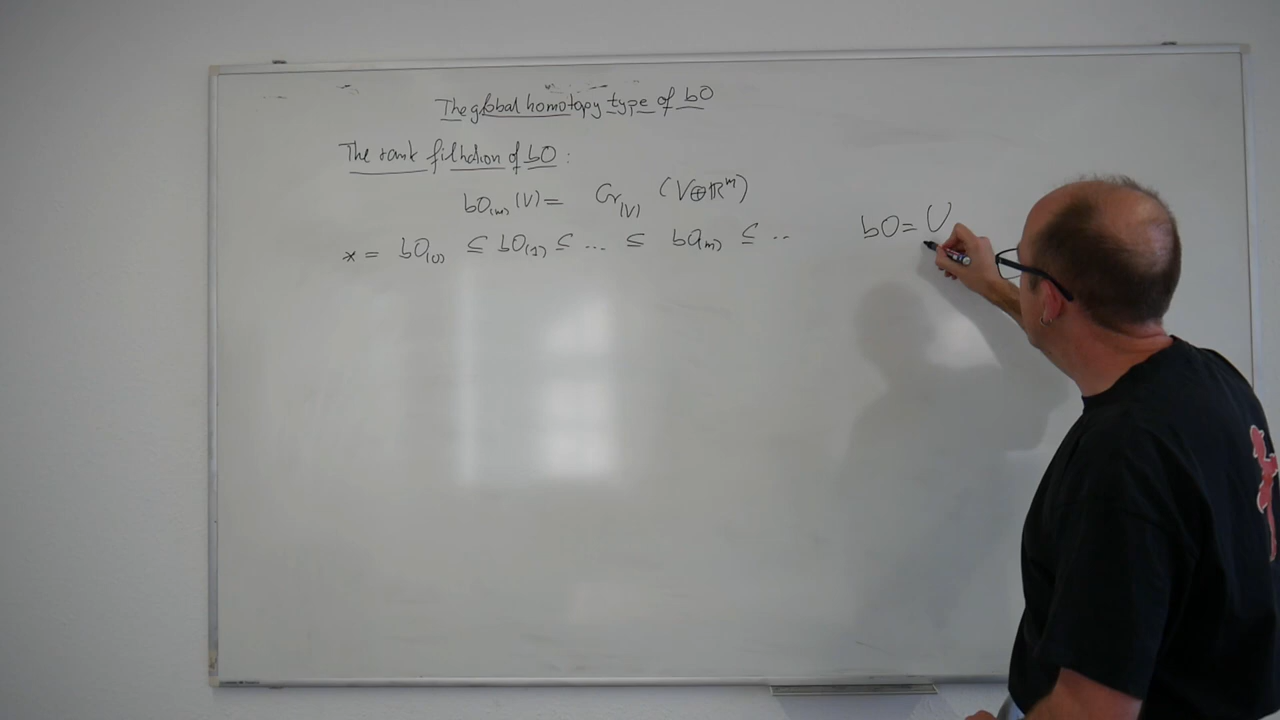 The global homotopy type of bO
The rank filtration of bO :
bO₍ₘ₎(V) = Gr_{|V|} (V⊕ℝᵐ)
* = bO₍₀₎ ⊆ bO₍₁₎ ⊆ ... ⊆ bO₍ₘ₎ ⊆ ...
bO = ∪